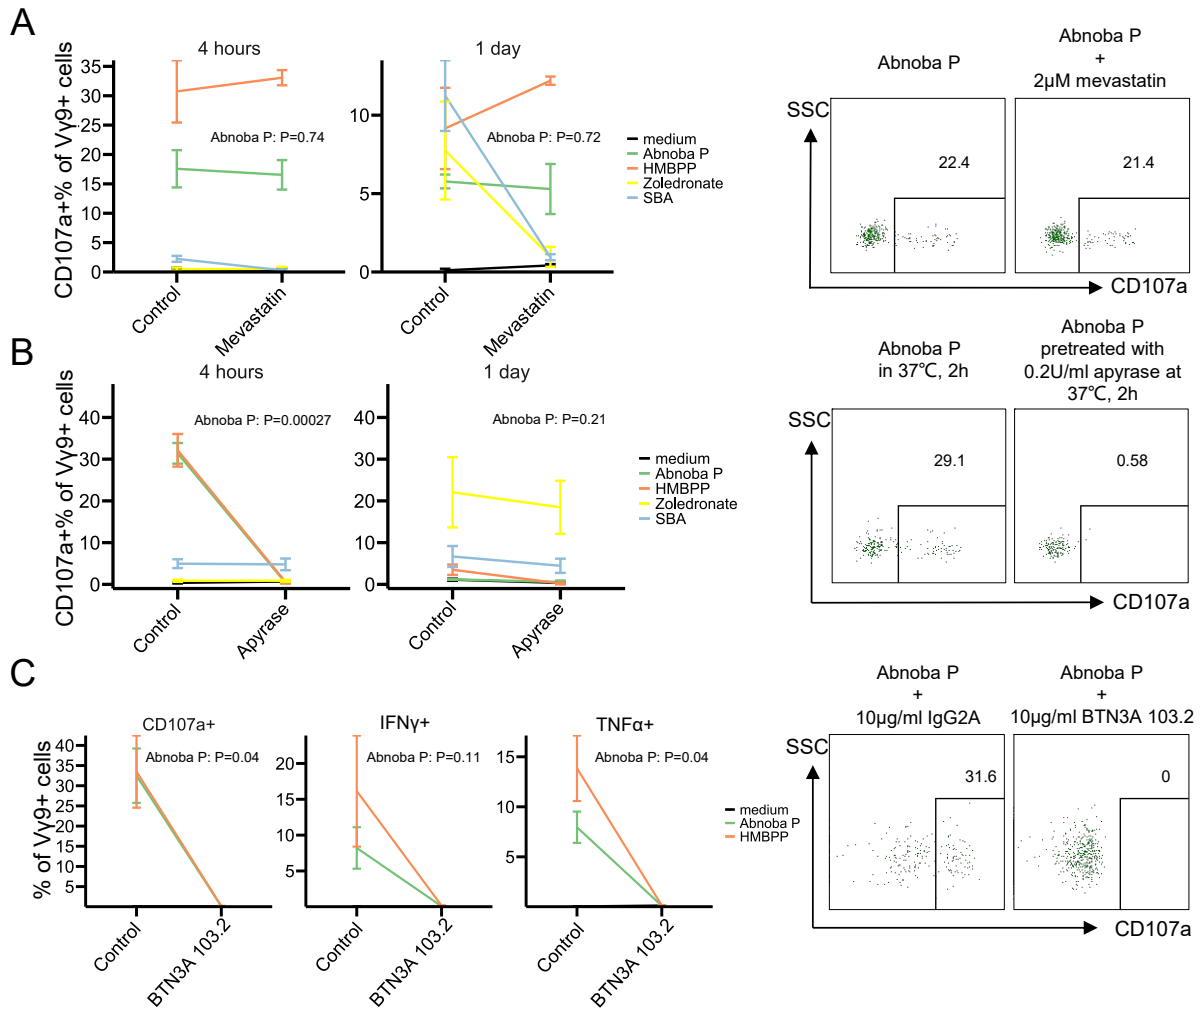 A
4 hours
1 day
CD107a+% of Vγ9+ cells
35
30
25
20
15
10
5
0
Abnoba P: P=0.74
Control
Mevastatin
10
5
0
Abnoba P: P=0.72
Control
Mevastatin
medium
Abnoba P
HMBPP
Zoledronate
SBA
Abnoba P
Abnoba P
+
2μM mevastatin
SSC
22.4
21.4
CD107a
B
4 hours
1 day
CD107a+% of Vγ9+ cells
40
30
20
10
0
Abnoba P: P=0.00027
Control
Apyrase
40
30
20
10
0
Abnoba P: P=0.21
Control
Apyrase
medium
Abnoba P
HMBPP
Zoledronate
SBA
Abnoba P
in 37℃, 2h
Abnoba P
pretreated with
0.2U/ml apyrase at
37℃, 2h
SSC
29.1
0.58
CD107a
C
CD107a+
IFNγ+
TNFα+
% of Vγ9+ cells
40
35
30
25
20
15
10
5
Abnoba P: P=0.04
Control
BTN3A 103.2
20
15
10
5
Abnoba P: P=0.11
Control
BTN3A 103.2
15
10
5
Abnoba P: P=0.04
Control
BTN3A 103.2
medium
Abnoba P
HMBPP
Abnoba P
+
10μg/ml IgG2A
Abnoba P
+
10μg/ml BTN3A 103.2
SSC
31.6
0
CD107a